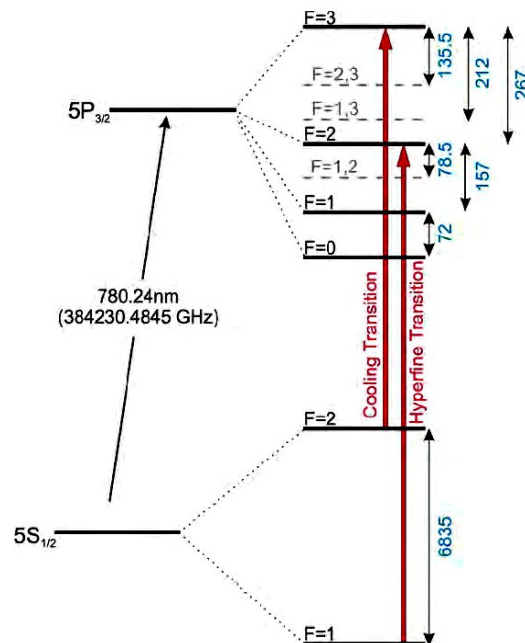 F=3
135.5
212
267
F=2,3
5P3/2
F=1,3
F=2
78.5
157
F=1,2
F=1
72
F=0
780.24nm
(384230.4845 GHz)
Cooling Transition
Hyperfine Transition
F=2
6835
5S1/2
F=1